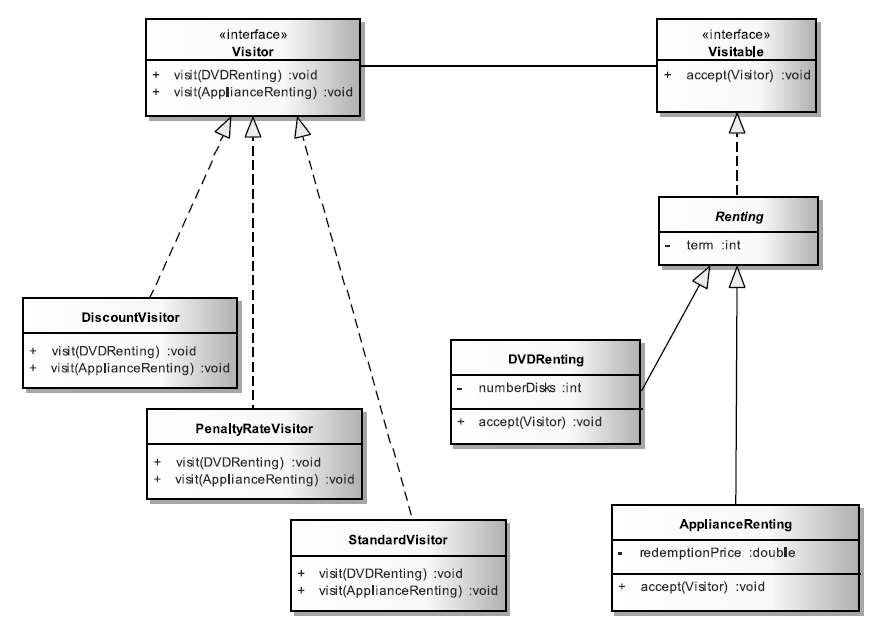 «interface»
Visitor
+ visit(DVDRenting) :void
+ visit(ApplianceRenting) :void
«interface»
Visitable
+ accept(Visitor) :void
Renting
- term :int
DiscountVisitor
+ visit(DVDRenting) :void
+ visit(ApplianceRenting) :void
DVDRenting
- numberDisks :int
+ accept(Visitor) :void
PenaltyRateVisitor
+ visit(DVDRenting) :void
+ visit(ApplianceRenting) :void
StandardVisitor
+ visit(DVDRenting) :void
+ visit(ApplianceRenting) :void
ApplianceRenting
- redemptionPrice :double
+ accept(Visitor) :void